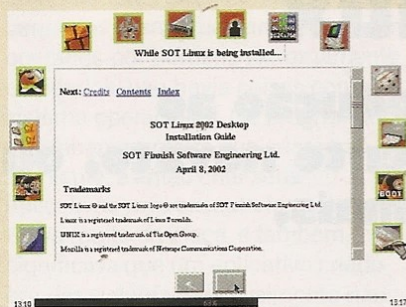 While SOT Linux is being installed...
Next: Credits Contents Index
SOT Linux 2002 Desktop
Installation Guide
SOT Finnish Software Engineering Ltd.
April 8, 2002
Trademarks
SOT Linux ® and the SOT Linux logo ® are trademarks of SOT Finnish Software Engineering Ltd.
Linux is a registered trademark of Linus Torvalds.
UNIX is a registered trademark of The Open Group.
Mozilla is a registered trademark of Netscape Communications Corporation.
BOOT
13:10
13:17